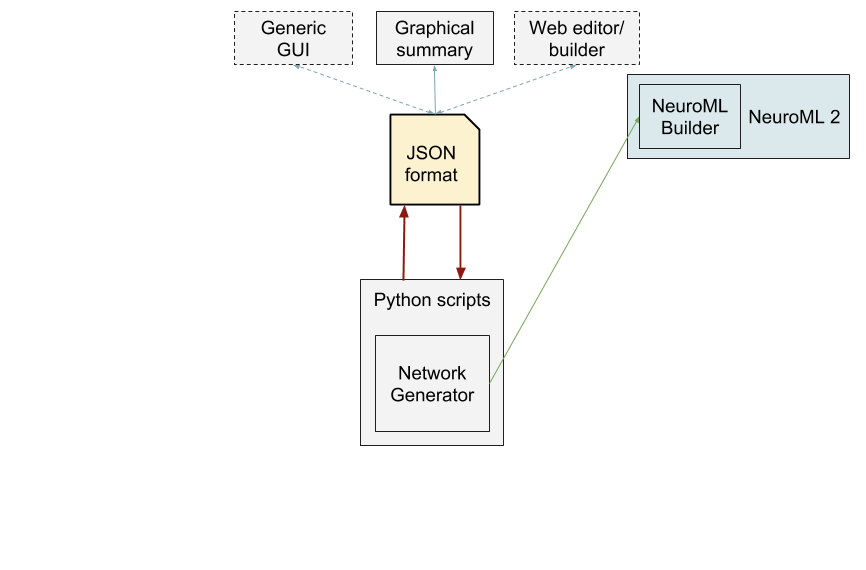 Generic
GUI
Graphical
summary
Web editor/
builder
NeuroML
Builder
NeuroML 2
JSON
format
Python scripts
Network
Generator